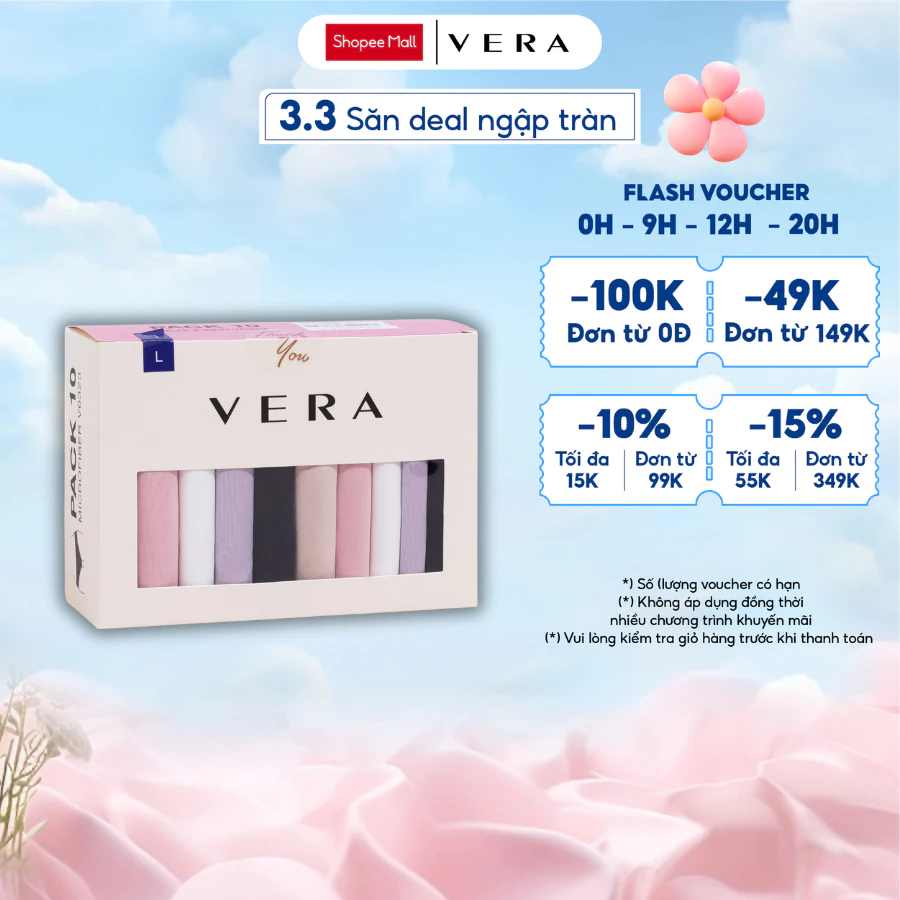 Shopee Mall | VERA
3.3 Săn deal ngập tràn
FLASH VOUCHER
0H - 9H - 12H - 20H
-100K
Đơn từ 0Đ
-49K
Đơn từ 149K
-10%
Tối đa 15K
Đơn từ 99K
-15%
Tối đa 55K
Đơn từ 349K
*) Số (lượng voucher có hạn
(*) Không áp dụng đồng thời
nhiều chương trình khuyến mãi
(*) Vui lòng kiểm tra giỏ hàng trước khi thanh toán
PACK 10
L
You
VERA
PACK 10
MICROFIBER